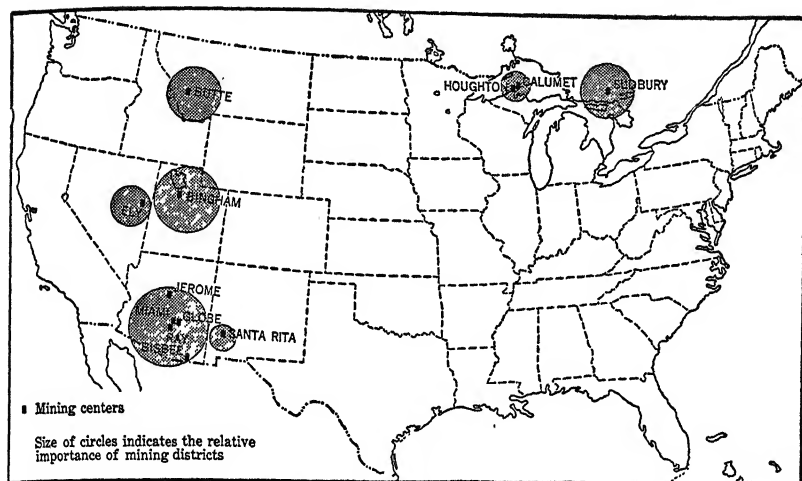 BUTTE
HOUGHTON
CALUMET
SUDBURY
ELY
BINGHAM
JEROME
MIAMI
GLOBE
RAY
BISBEE
SANTA RITA
Mining centers
Size of circles indicates the relative
importance of mining districts